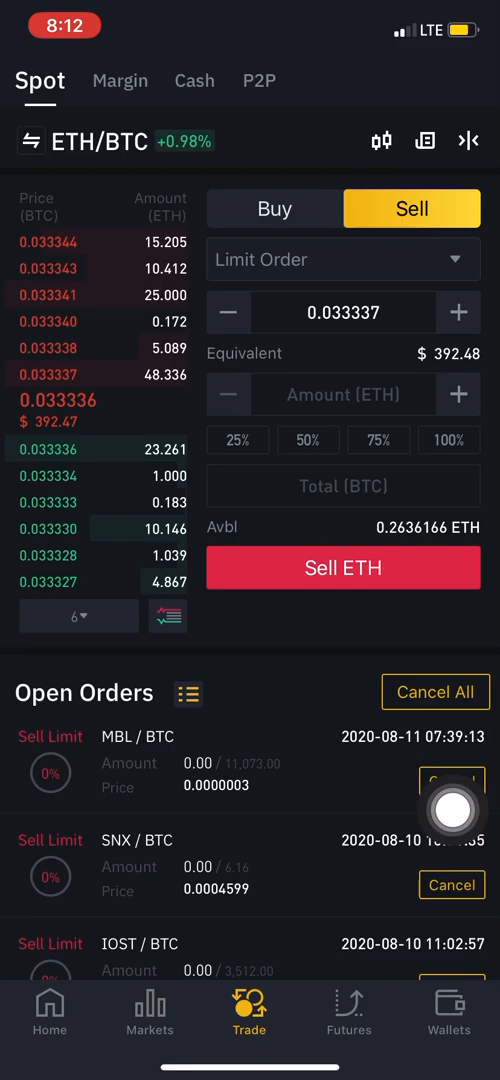 8:12
LTE
Spot Margin Cash P2P
ETH/BTC +0.98%
Price (BTC) Amount (ETH)
0.033344 15.205
0.033343 10.412
0.033341 25.000
0.033340 0.172
0.033338 5.089
0.033337 48.336
0.033336
$ 392.47
0.033336 23.261
0.033334 1.000
0.033333 0.183
0.033330 10.146
0.033328 1.039
0.033327 4.867
6
Buy Sell
Limit Order
0.033337
Equivalent $ 392.48
Amount (ETH)
25% 50% 75% 100%
Total (BTC)
Avbl 0.2636166 ETH
Sell ETH
Open Orders Cancel All
Sell Limit MBL / BTC 2020-08-11 07:39:13
0% Amount 0.00 / 11,073.00
Price 0.0000003
Sell Limit SNX / BTC 2020-08-10
0% Amount 0.00 / 6.16
Price 0.0004599 Cancel
Sell Limit IOST / BTC 2020-08-10 11:02:57
0% Amount 0.00 / 3,512.00
Home Markets Trade Futures Wallets